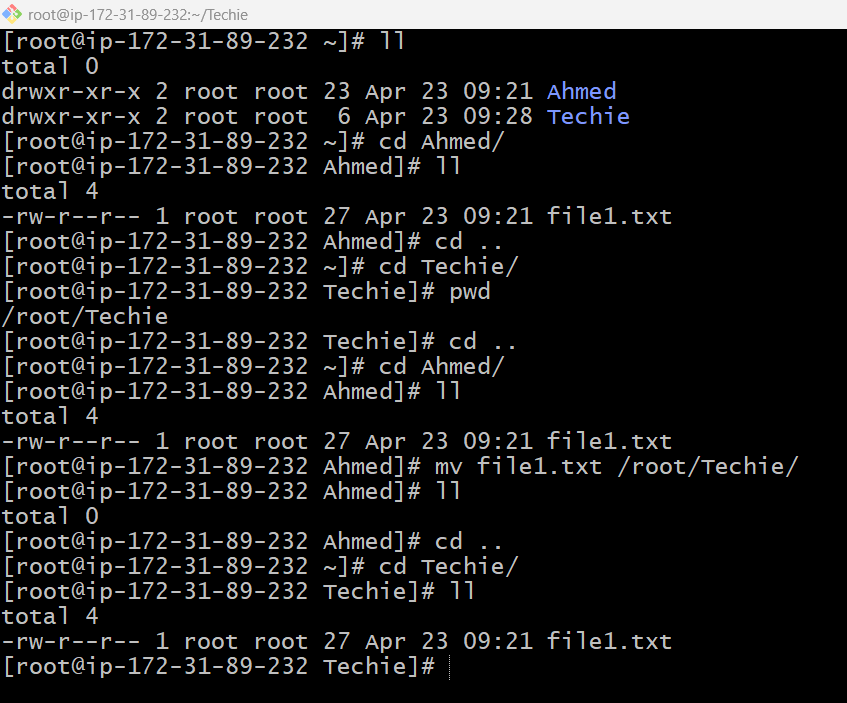 root@ip-172-31-89-232:~/Techie
[root@ip-172-31-89-232 ~]# ll
total 0
drwxr-xr-x 2 root root 23 Apr 23 09:21 Ahmed
drwxr-xr-x 2 root root  6 Apr 23 09:28 Techie
[root@ip-172-31-89-232 ~]# cd Ahmed/
[root@ip-172-31-89-232 Ahmed]# ll
total 4
-rw-r--r-- 1 root root 27 Apr 23 09:21 file1.txt
[root@ip-172-31-89-232 Ahmed]# cd ..
[root@ip-172-31-89-232 ~]# cd Techie/
[root@ip-172-31-89-232 Techie]# pwd
/root/Techie
[root@ip-172-31-89-232 Techie]# cd ..
[root@ip-172-31-89-232 ~]# cd Ahmed/
[root@ip-172-31-89-232 Ahmed]# ll
total 4
-rw-r--r-- 1 root root 27 Apr 23 09:21 file1.txt
[root@ip-172-31-89-232 Ahmed]# mv file1.txt /root/Techie/
[root@ip-172-31-89-232 Ahmed]# ll
total 0
[root@ip-172-31-89-232 Ahmed]# cd ..
[root@ip-172-31-89-232 ~]# cd Techie/
[root@ip-172-31-89-232 Techie]# ll
total 4
-rw-r--r-- 1 root root 27 Apr 23 09:21 file1.txt
[root@ip-172-31-89-232 Techie]#